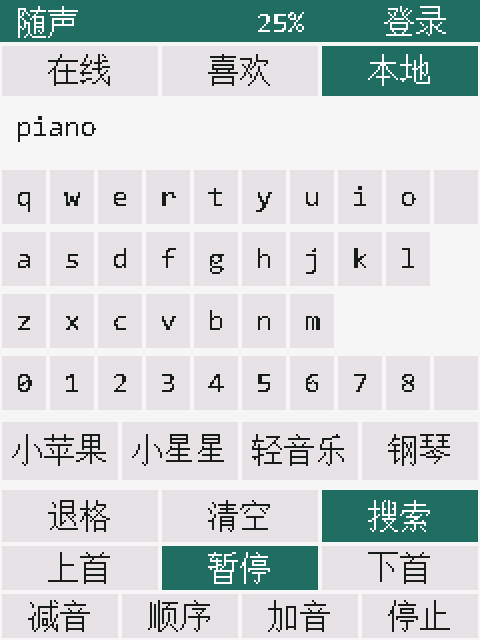 随声 25% 登录
在线 喜欢 本地
piano
q w e r t y u i o
a s d f g h j k l
z x c v b n m
0 1 2 3 4 5 6 7 8
小苹果 小星星 轻音乐 钢琴
退格 清空 搜索
上首 暂停 下首
减音 顺序 加音 停止